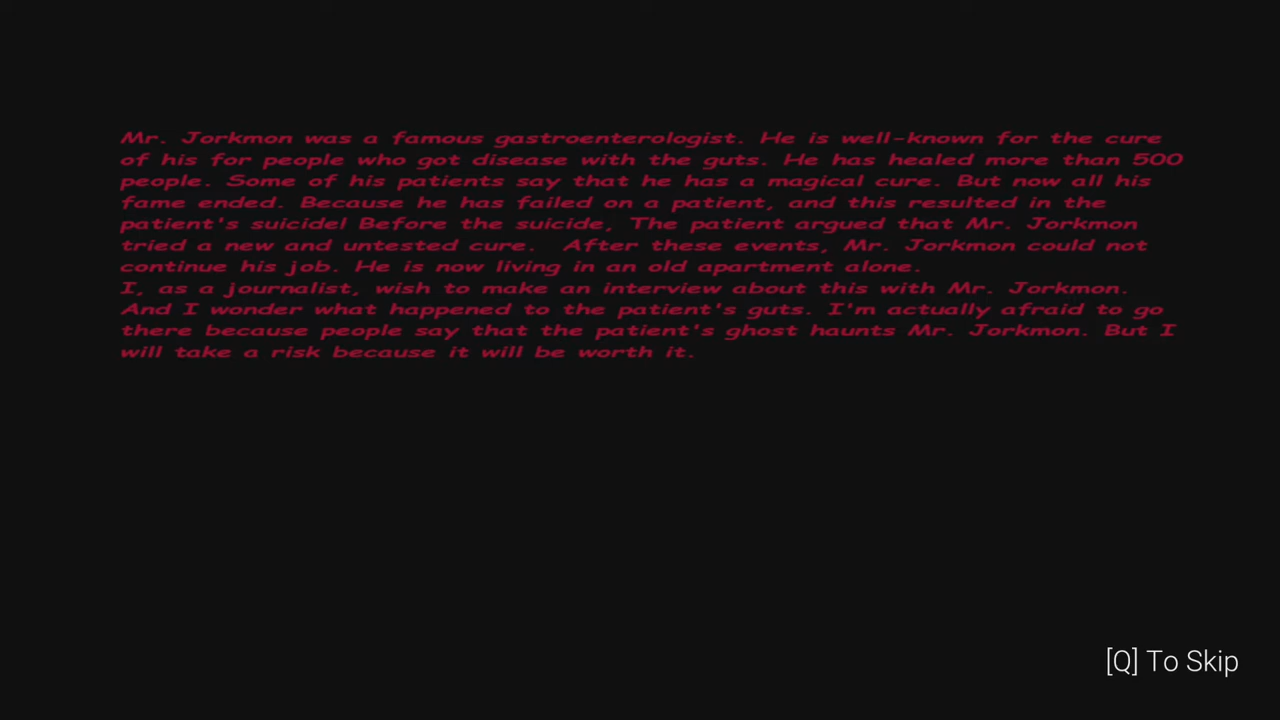 Mr. Jorkmon was a famous gastroenterologist. He is well-known for the cure
of his for people who got disease with the guts. He has healed more than 500
people. Some of his patients say that he has a magical cure. But now all his
fame ended. Because he has failed on a patient, and this resulted in the
patient's suicide! Before the suicide, The patient argued that Mr. Jorkmon
tried a new and untested cure.  After these events, Mr. Jorkmon could not
continue his job. He is now living in an old apartment alone.
I, as a journalist, wish to make an interview about this with Mr. Jorkmon.
And I wonder what happened to the patient's guts. I'm actually afraid to go
there because people say that the patient's ghost haunts Mr. Jorkmon. But I
will take a risk because it will be worth it.
[Q] To Skip